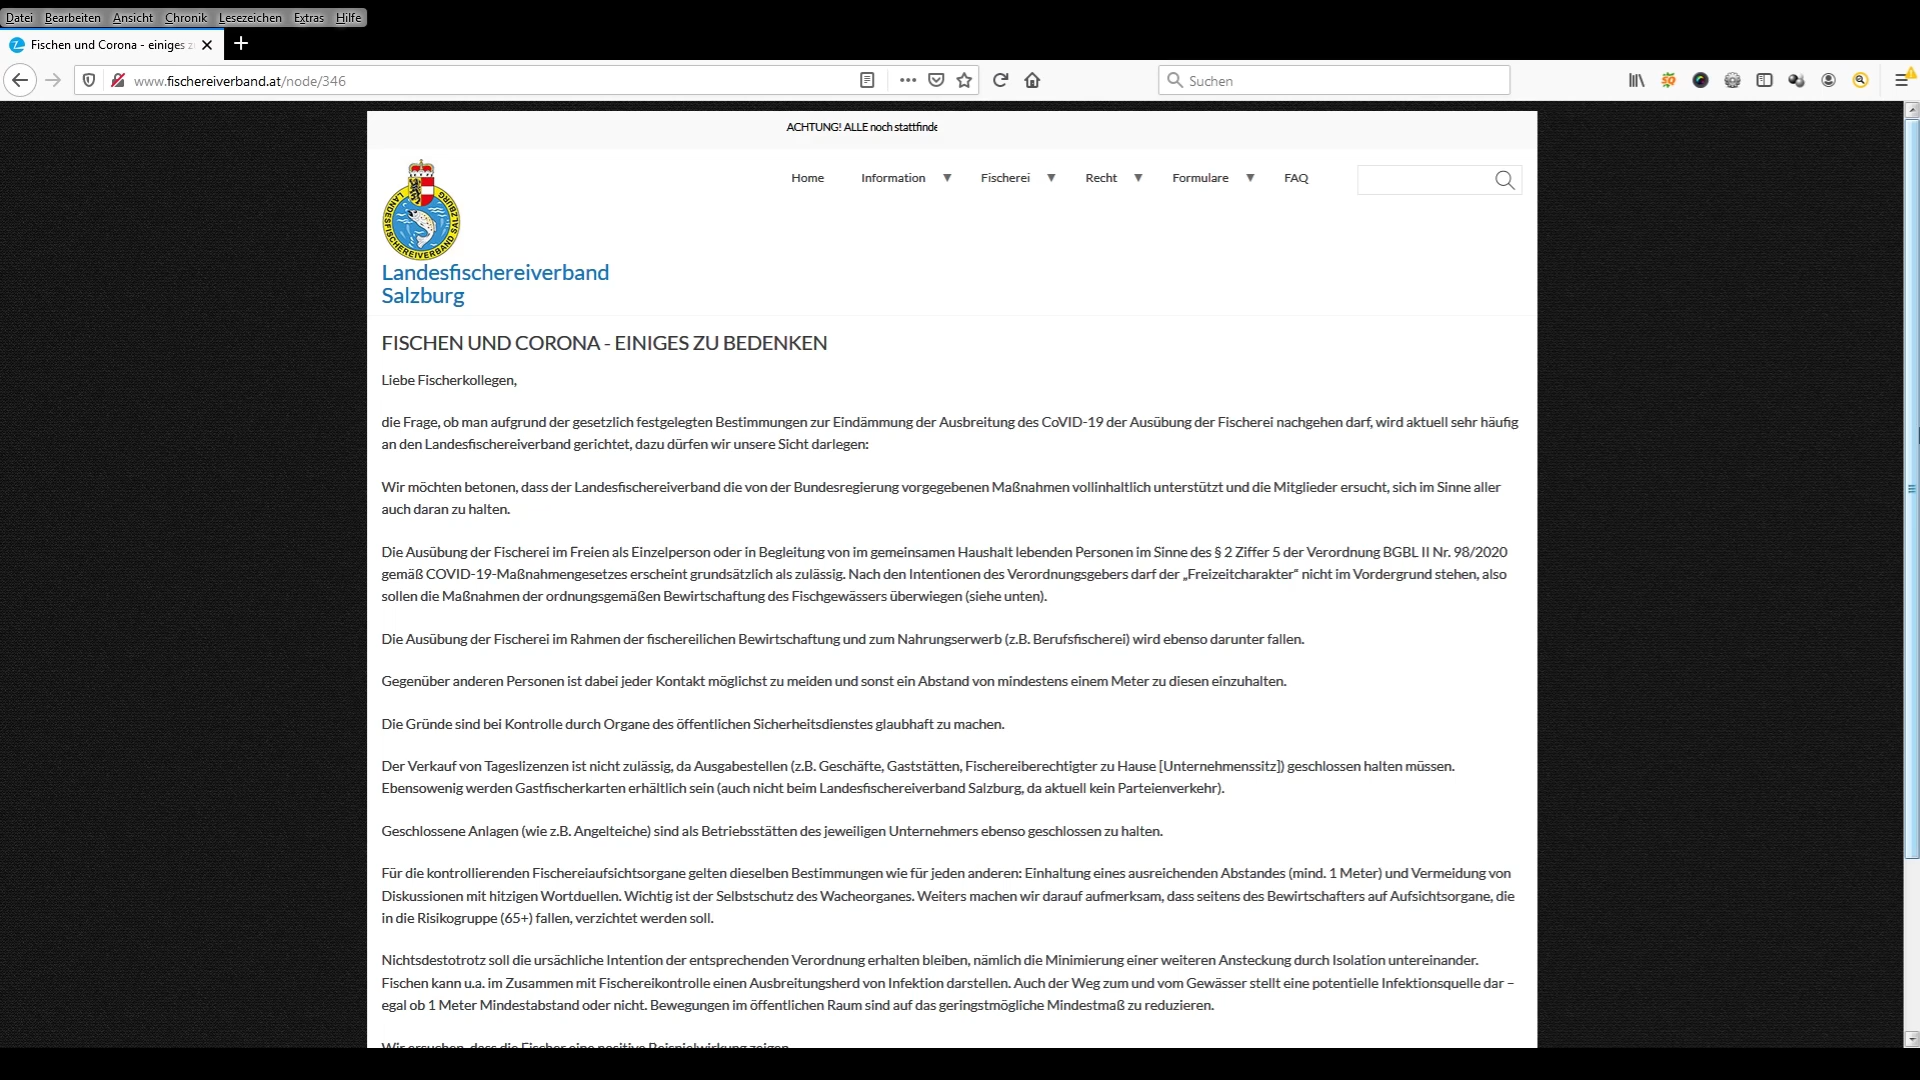 Datei Bearbeiten Ansicht Chronik Lesezeichen Extras Hilfe
Fischen und Corona - einiges
www.fischereiverband.at/node/346
Suchen
ACHTUNG! ALLE noch stattfinde
Home Information Fischerei Recht Formulare FAQ
LANDESFISCHEREIVERBAND SALZBURG
Landesfischereiverband
Salzburg
FISCHEN UND CORONA - EINIGES ZU BEDENKEN
Liebe Fischerkollegen,
die Frage, ob man aufgrund der gesetzlich festgelegten Bestimmungen zur Eindämmung der Ausbreitung des CoVID-19 der Ausübung der Fischerei nachgehen darf, wird aktuell sehr häufig
an den Landesfischereiverband gerichtet, dazu dürfen wir unsere Sicht darlegen:
Wir möchten betonen, dass der Landesfischereiverband die von der Bundesregierung vorgegebenen Maßnahmen vollinhaltlich unterstützt und die Mitglieder ersucht, sich im Sinne aller
auch daran zu halten.
Die Ausübung der Fischerei im Freien als Einzelperson oder in Begleitung von im gemeinsamen Haushalt lebenden Personen im Sinne des § 2 Ziffer 5 der Verordnung BGBL II Nr. 98/2020
gemäß COVID-19-Maßnahmengesetzes erscheint grundsätzlich als zulässig. Nach den Intentionen des Verordnungsgebers darf der „Freizeitcharakter“ nicht im Vordergrund stehen, also
sollen die Maßnahmen der ordnungsgemäßen Bewirtschaftung des Fischgewässers überwiegen (siehe unten).
Die Ausübung der Fischerei im Rahmen der fischereilichen Bewirtschaftung und zum Nahrungserwerb (z.B. Berufsfischerei) wird ebenso darunter fallen.
Gegenüber anderen Personen ist dabei jeder Kontakt möglichst zu meiden und sonst ein Abstand von mindestens einem Meter zu diesen einzuhalten.
Die Gründe sind bei Kontrolle durch Organe des öffentlichen Sicherheitsdienstes glaubhaft zu machen.
Der Verkauf von Tageslizenzen ist nicht zulässig, da Ausgabestellen (z.B. Geschäfte, Gaststätten, Fischereiberechtigter zu Hause [Unternehmenssitz]) geschlossen halten müssen.
Ebensowenig werden Gastfischerkarten erhältlich sein (auch nicht beim Landesfischereiverband Salzburg, da aktuell kein Parteienverkehr).
Geschlossene Anlagen (wie z.B. Angelteiche) sind als Betriebsstätten des jeweiligen Unternehmers ebenso geschlossen zu halten.
Für die kontrollierenden Fischereiaufsichtsorgane gelten dieselben Bestimmungen wie für jeden anderen: Einhaltung eines ausreichenden Abstandes (mind. 1 Meter) und Vermeidung von
Diskussionen mit hitzigen Wortduellen. Wichtig ist der Selbstschutz des Wacheorganes. Weiters machen wir darauf aufmerksam, dass seitens des Bewirtschafters auf Aufsichtsorgane, die
in die Risikogruppe (65+) fallen, verzichtet werden soll.
Nichtsdestotrotz soll die ursächliche Intention der entsprechenden Verordnung erhalten bleiben, nämlich die Minimierung einer weiteren Ansteckung durch Isolation untereinander.
Fischen kann u.a. im Zusammen mit Fischereikontrolle einen Ausbreitungsherd von Infektion darstellen. Auch der Weg zum und vom Gewässer stellt eine potentielle Infektionsquelle dar –
egal ob 1 Meter Mindestabstand oder nicht. Bewegungen im öffentlichen Raum sind auf das geringstmögliche Mindestmaß zu reduzieren.
Wir ersuchen, dass die Fischer eine positive Beispielwirkung zeigen